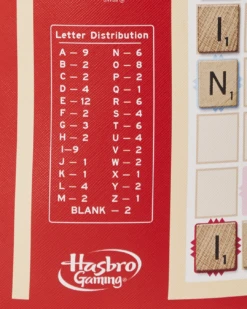 Letter Distribution
A – 9 N – 6
B – 2 O – 8
C – 2 P – 2
D – 4 Q – 1
E – 12 R – 6
F – 2 S – 4
G – 3 T – 6
H – 2 U – 4
I–9 V – 2
J – 1 W – 2
K – 1 X – 1
L – 4 Y – 2
M – 2 Z – 1
BLANK – 2
Hasbro
Gaming®
I1
N1
I1